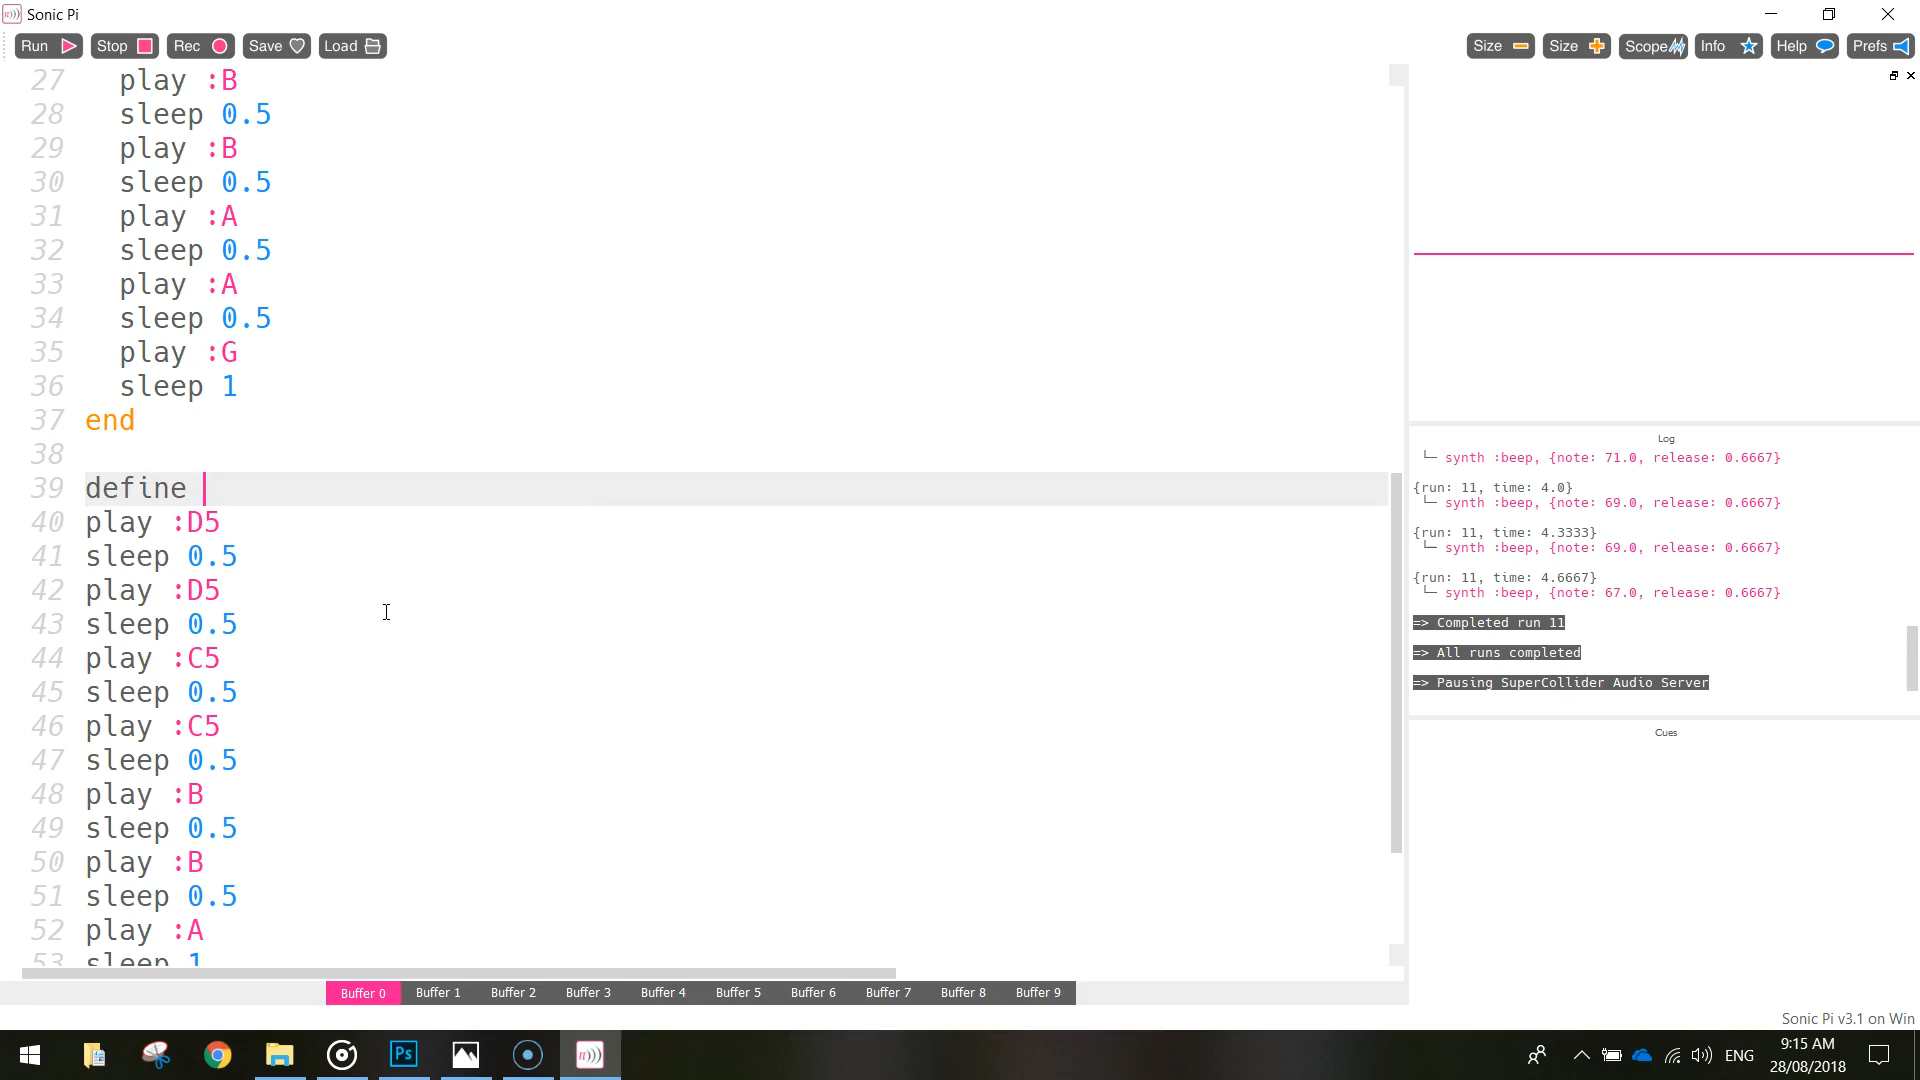 Sonic Pi
Run Stop Rec Save Load Size Size Scope Info Help Prefs
27 play :B
28 sleep 0.5
29 play :B
30 sleep 0.5
31 play :A
32 sleep 0.5
33 play :A
34 sleep 0.5
35 play :G
36 sleep 1
37 end
38
39 define
40 play :D5
41 sleep 0.5
42 play :D5
43 sleep 0.5
44 play :C5
45 sleep 0.5
46 play :C5
47 sleep 0.5
48 play :B
49 sleep 0.5
50 play :B
51 sleep 0.5
52 play :A
53 sleep 1
Log
└─ synth :beep, {note: 71.0, release: 0.6667}
{run: 11, time: 4.0}
└─ synth :beep, {note: 69.0, release: 0.6667}
{run: 11, time: 4.3333}
└─ synth :beep, {note: 69.0, release: 0.6667}
{run: 11, time: 4.6667}
└─ synth :beep, {note: 67.0, release: 0.6667}
=> Completed run 11
=> All runs completed
=> Pausing SuperCollider Audio Server
Cues
Buffer 0 Buffer 1 Buffer 2 Buffer 3 Buffer 4 Buffer 5 Buffer 6 Buffer 7 Buffer 8 Buffer 9
Sonic Pi v3.1 on Win
Ps
π)))
ENG
9:15 AM
28/08/2018